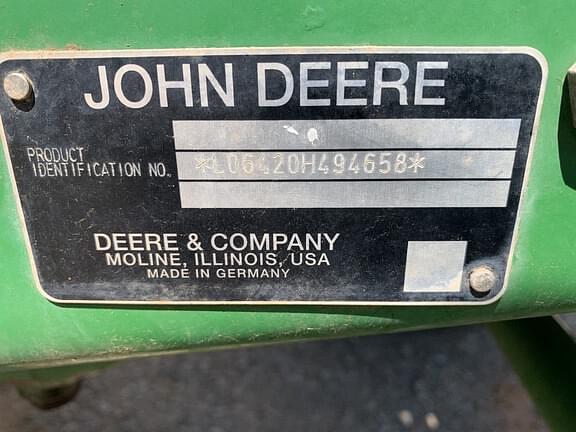 JOHN DEERE
PRODUCT
IDENTIFICATION NO.
*L06420H494658*
DEERE & COMPANY
MOLINE, ILLINOIS, USA
MADE IN GERMANY